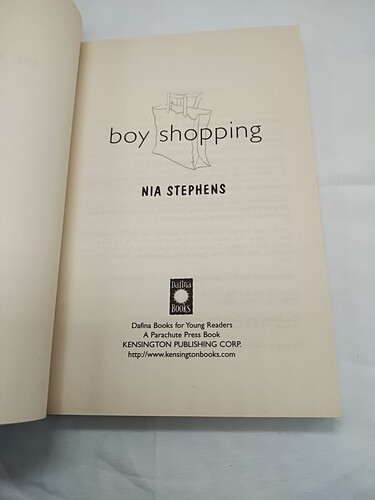 boy shopping
NIA STEPHENS
Dafina
BOOKS
Dafina Books for Young Readers
A Parachute Press Book
KENSINGTON PUBLISHING CORP.
http://www.kensingtonbooks.com